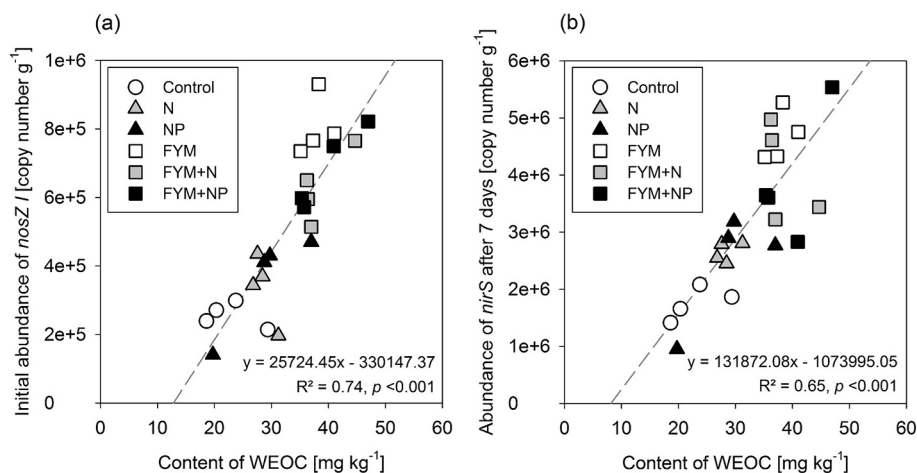 (a)
Initial abundance of nosZ I [copy number g⁻¹]
1e+6
8e+5
6e+5
4e+5
2e+5
0
Control
N
NP
FYM
FYM+N
FYM+NP
y = 25724.45x - 330147.37
R² = 0.74, p <0.001
0 10 20 30 40 50 60
Content of WEOC [mg kg⁻¹]
(b)
Abundance of nirS after 7 days [copy number g⁻¹]
6e+6
5e+6
4e+6
3e+6
2e+6
1e+6
0
Control
N
NP
FYM
FYM+N
FYM+NP
y = 131872.08x - 1073995.05
R² = 0.65, p <0.001
0 10 20 30 40 50 60
Content of WEOC [mg kg⁻¹]